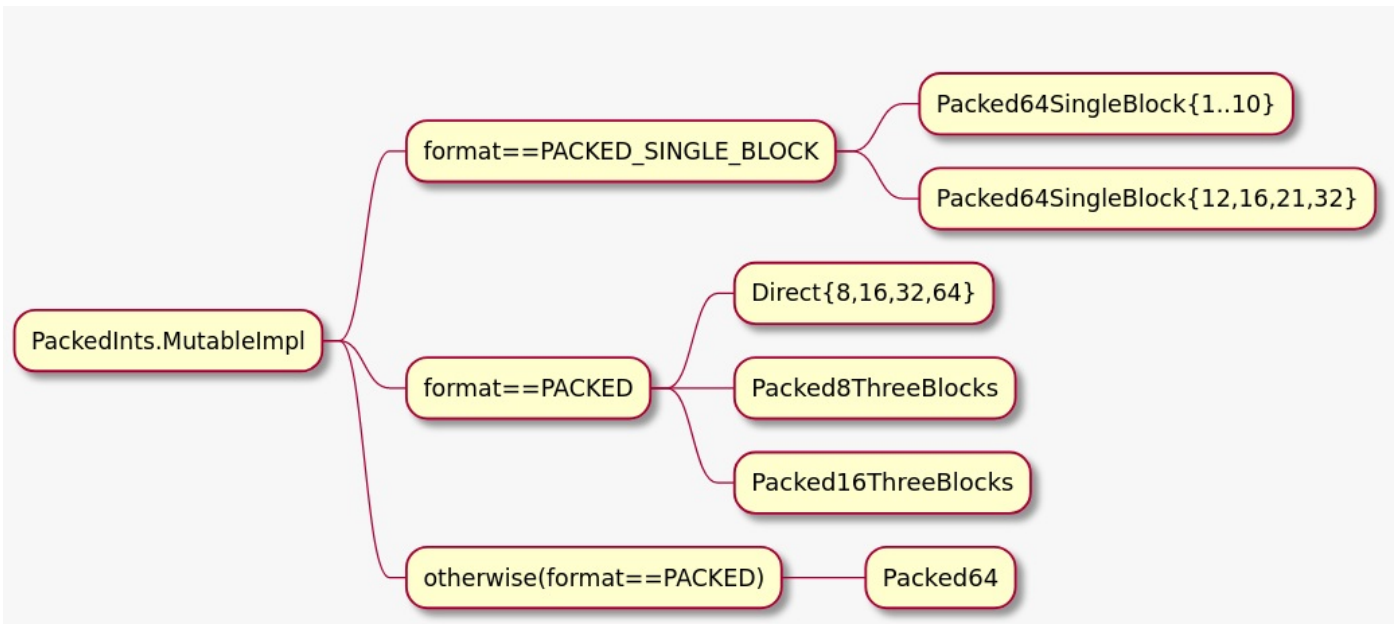 PackedInts.MutableImpl
format==PACKED_SINGLE_BLOCK
Packed64SingleBlock{1..10}
Packed64SingleBlock{12,16,21,32}
format==PACKED
Direct{8,16,32,64}
Packed8ThreeBlocks
Packed16ThreeBlocks
otherwise(format==PACKED)
Packed64